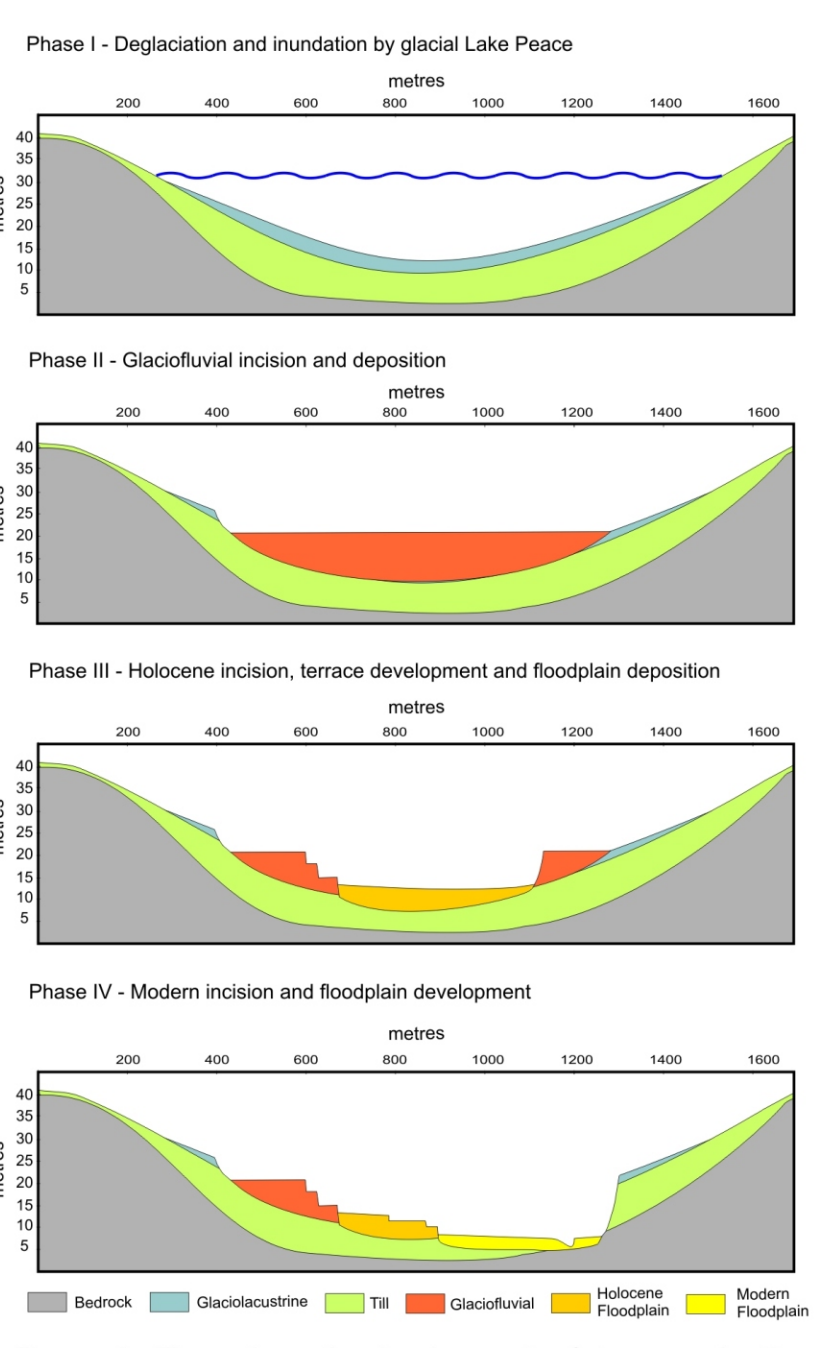 Phase I - Deglaciation and inundation by glacial Lake Peace
metres
200 400 600 800 1000 1200 1400 1600
40
35
30
25
20
15
10
5
metres
Phase II - Glaciofluvial incision and deposition
metres
200 400 600 800 1000 1200 1400 1600
40
35
30
25
20
15
10
5
metres
Phase III - Holocene incision, terrace development and floodplain deposition
metres
200 400 600 800 1000 1200 1400 1600
40
35
30
25
20
15
10
5
metres
Phase IV - Modern incision and floodplain development
metres
200 400 600 800 1000 1200 1400 1600
40
35
30
25
20
15
10
5
metres
Bedrock
Glaciolacustrine
Till
Glaciofluvial
Holocene
Floodplain
Modern
Floodplain